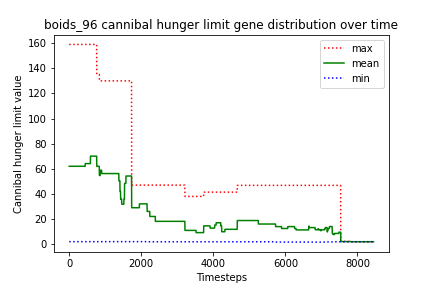 boids_96 cannibal hunger limit gene distribution over time
max
mean
min
Cannibal hunger limit value
160
140
120
100
80
60
40
20
0
0 2000 4000 6000 8000
Timesteps